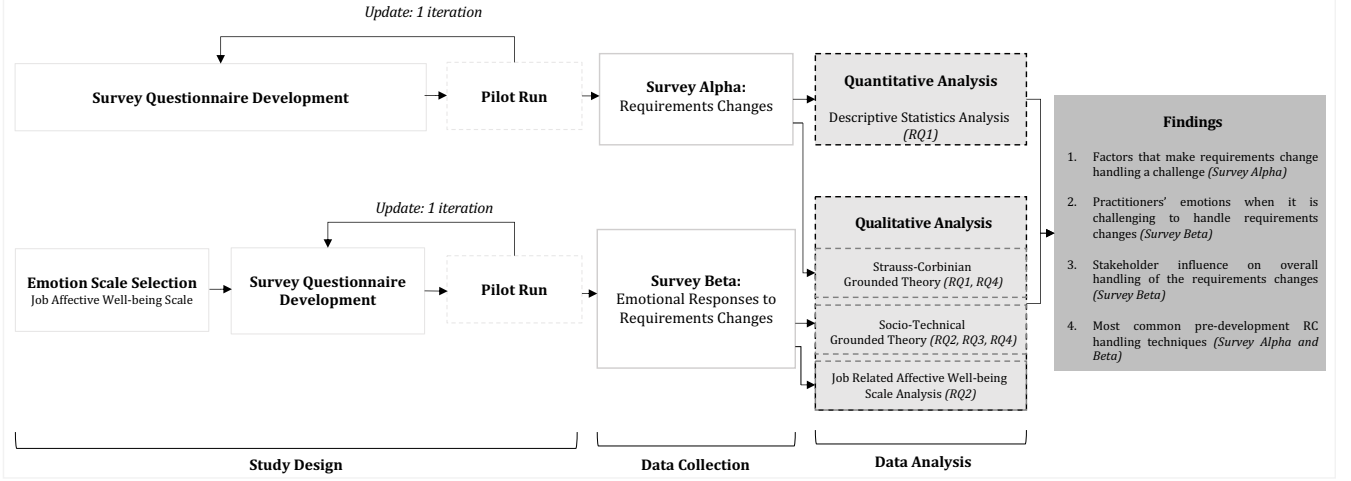 Update: 1 iteration
Survey Questionnaire Development
Pilot Run
Survey Alpha:
Requirements Changes
Quantitative Analysis
Descriptive Statistics Analysis
(RQ1)
Update: 1 iteration
Emotion Scale Selection
Job Affective Well-being Scale
Survey Questionnaire
Development
Pilot Run
Survey Beta:
Emotional Responses to
Requirements Changes
Qualitative Analysis
Strauss-Corbinian
Grounded Theory (RQ1, RQ4)
Socio-Technical
Grounded Theory (RQ2, RQ3, RQ4)
Job Related Affective Well-being
Scale Analysis (RQ2)
Findings
1. Factors that make requirements change
handling a challenge (Survey Alpha)
2. Practitioners' emotions when it is
challenging to handle requirements
changes (Survey Beta)
3. Stakeholder influence on overall
handling of the requirements changes
(Survey Beta)
4. Most common pre-development RC
handling techniques (Survey Alpha and
Beta)
Study Design
Data Collection
Data Analysis